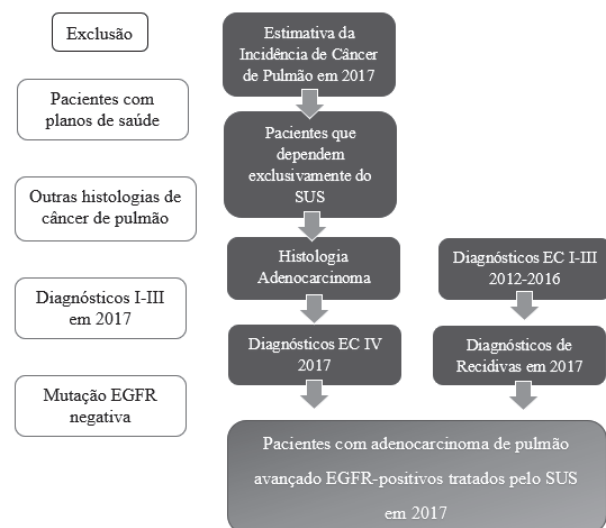 Exclusão
Pacientes com
planos de saúde
Outras histologias de
câncer de pulmão
Diagnósticos I-III
em 2017
Mutação EGFR
negativa
Estimativa da
Incidência de Câncer
de Pulmão em 2017
Pacientes que
dependem
exclusivamente do
SUS
Histologia
Adenocarcinoma
Diagnósticos EC IV
2017
Diagnósticos EC I-III
2012-2016
Diagnósticos de
Recidivas em 2017
Pacientes com adenocarcinoma de pulmão
avançado EGFR-positivos tratados pelo SUS
em 2017